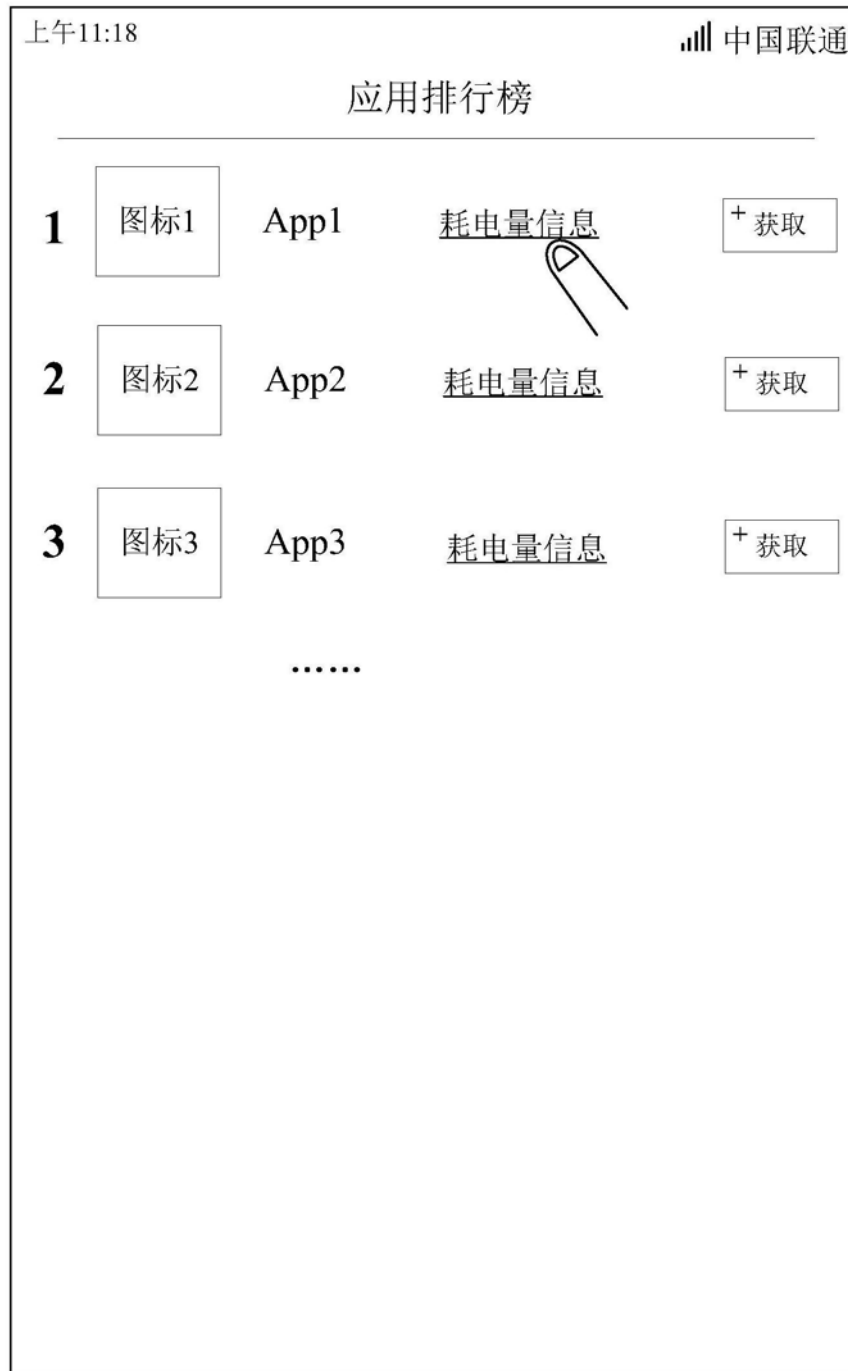 上午11:18 中国联通
应用排行榜
1 图标1 App1 耗电量信息 + 获取
2 图标2 App2 耗电量信息 + 获取
3 图标3 App3 耗电量信息 + 获取
……